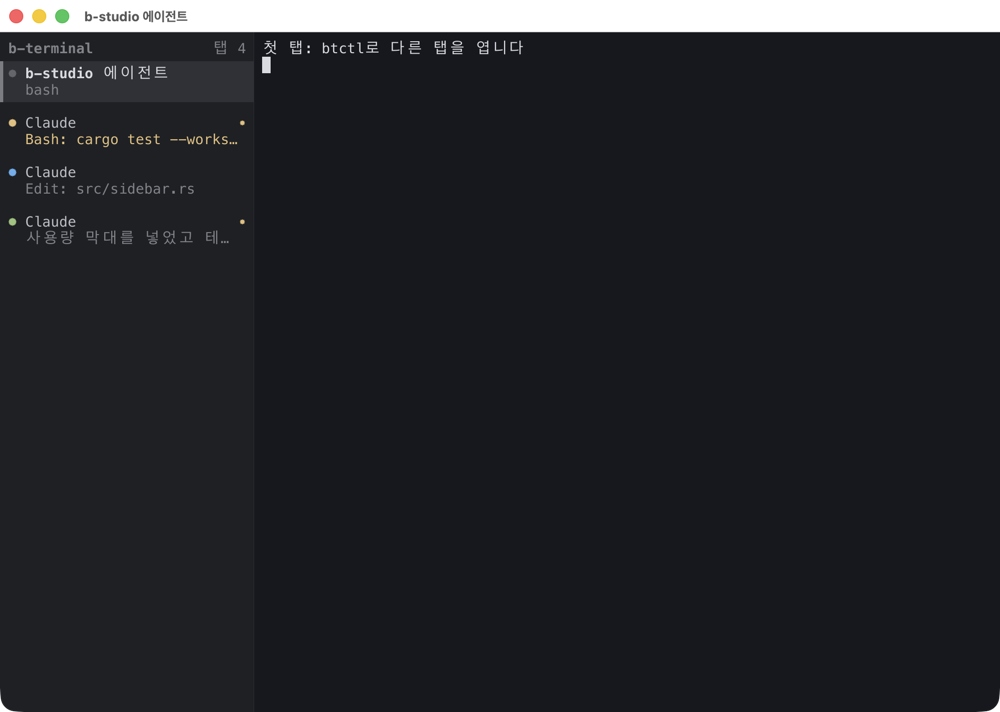 b-studio 에이전트
b-terminal 탭 4
b-studio 에이전트
bash
Claude
Bash: cargo test --works…
Claude
Edit: src/sidebar.rs
Claude
사용량 막대를 넣었고 테…
첫 탭: btctl로 다른 탭을 엽니다